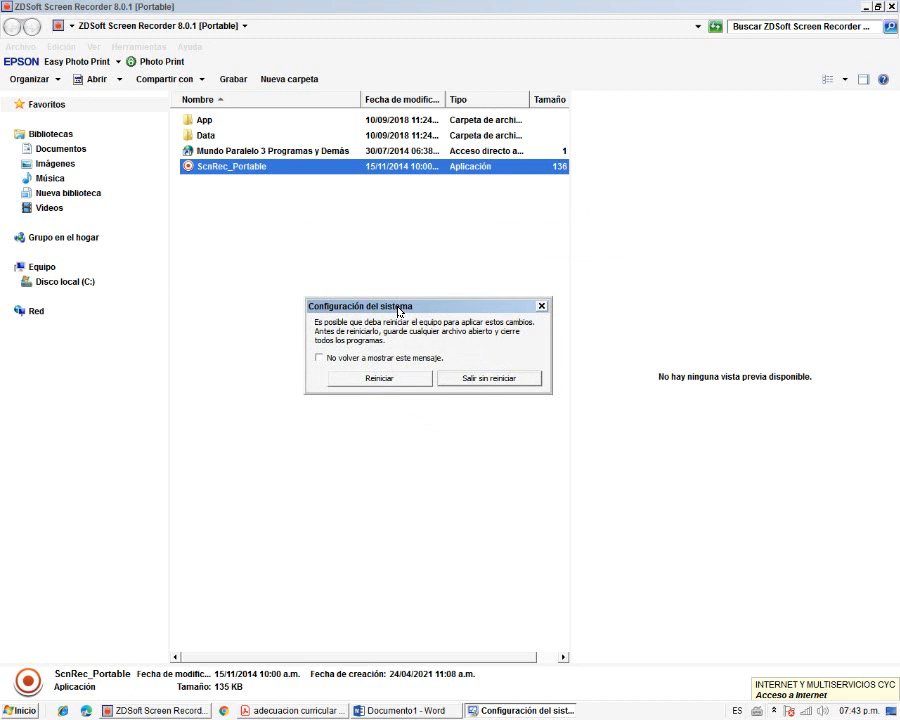 ZDSoft Screen Recorder 8.0.1 [Portable]
ZDSoft Screen Recorder 8.0.1 [Portable]
Buscar ZDSoft Screen Recorder ...
Archivo Edición Ver Herramientas Ayuda
EPSON Easy Photo Print Photo Print
Organizar Abrir Compartir con Grabar Nueva carpeta
Favoritos
Bibliotecas
Documentos
Imágenes
Música
Nueva biblioteca
Videos
Grupo en el hogar
Equipo
Disco local (C:)
Red
Nombre Fecha de modific... Tipo Tamaño
App 10/09/2018 11:24... Carpeta de archi...
Data 10/09/2018 11:24... Carpeta de archi...
Mundo Paralelo 3 Programas y Demás 30/07/2014 06:38... Acceso directo a... 1
ScnRec_Portable 15/11/2014 10:00... Aplicación 136
Configuración del sistema
Es posible que deba reiniciar el equipo para aplicar estos cambios.
Antes de reiniciarlo, guarde cualquier archivo abierto y cierre
todos los programas.
No volver a mostrar este mensaje.
Reiniciar Salir sin reiniciar
No hay ninguna vista previa disponible.
ScnRec_Portable Fecha de modific... 15/11/2014 10:00 a.m. Fecha de creación: 24/04/2021 11:08 a.m.
Aplicación Tamaño: 135 KB
INTERNET Y MULTISERVICIOS CYC
Acceso a Internet
Inicio ZDSoft Screen Record... adecuacion curricular ... Documento1 - Word Configuración del sist... ES 07:43 p.m.